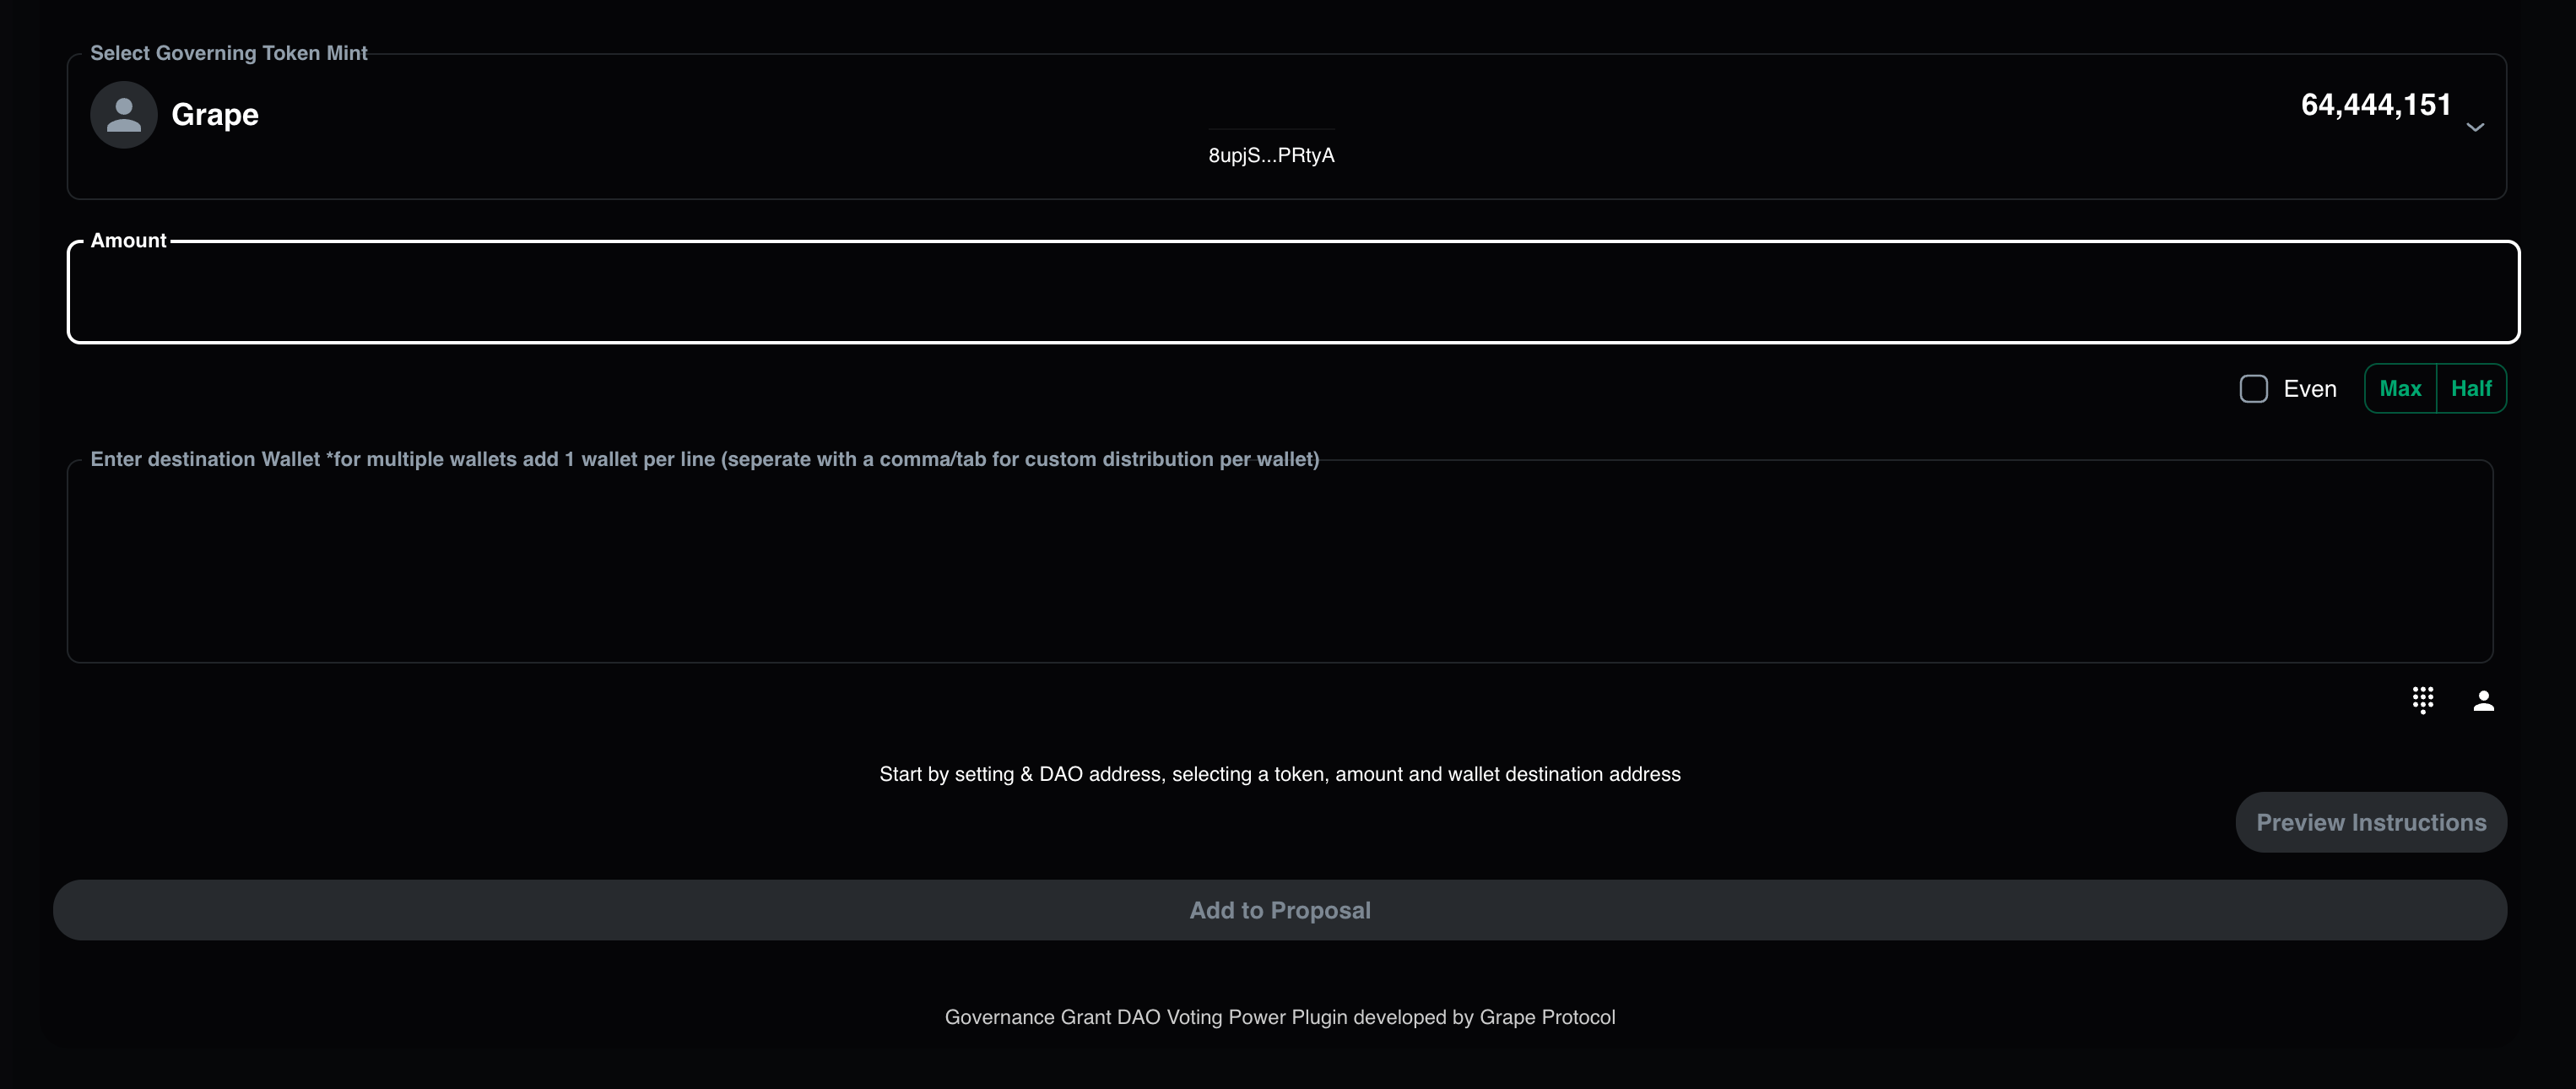 Select Governing Token Mint
Grape
64,444,151
8upjS...PRtyA
Amount
Even
Max
Half
Enter destination Wallet *for multiple wallets add 1 wallet per line (seperate with a comma/tab for custom distribution per wallet)
Start by setting & DAO address, selecting a token, amount and wallet destination address
Preview Instructions
Add to Proposal
Governance Grant DAO Voting Power Plugin developed by Grape Protocol